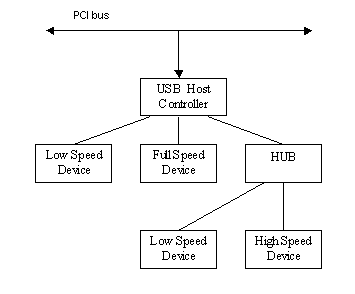 PCI bus
USB Host
Controller
Low Speed
Device
Full Speed
Device
HUB
Low Speed
Device
High Speed
Device